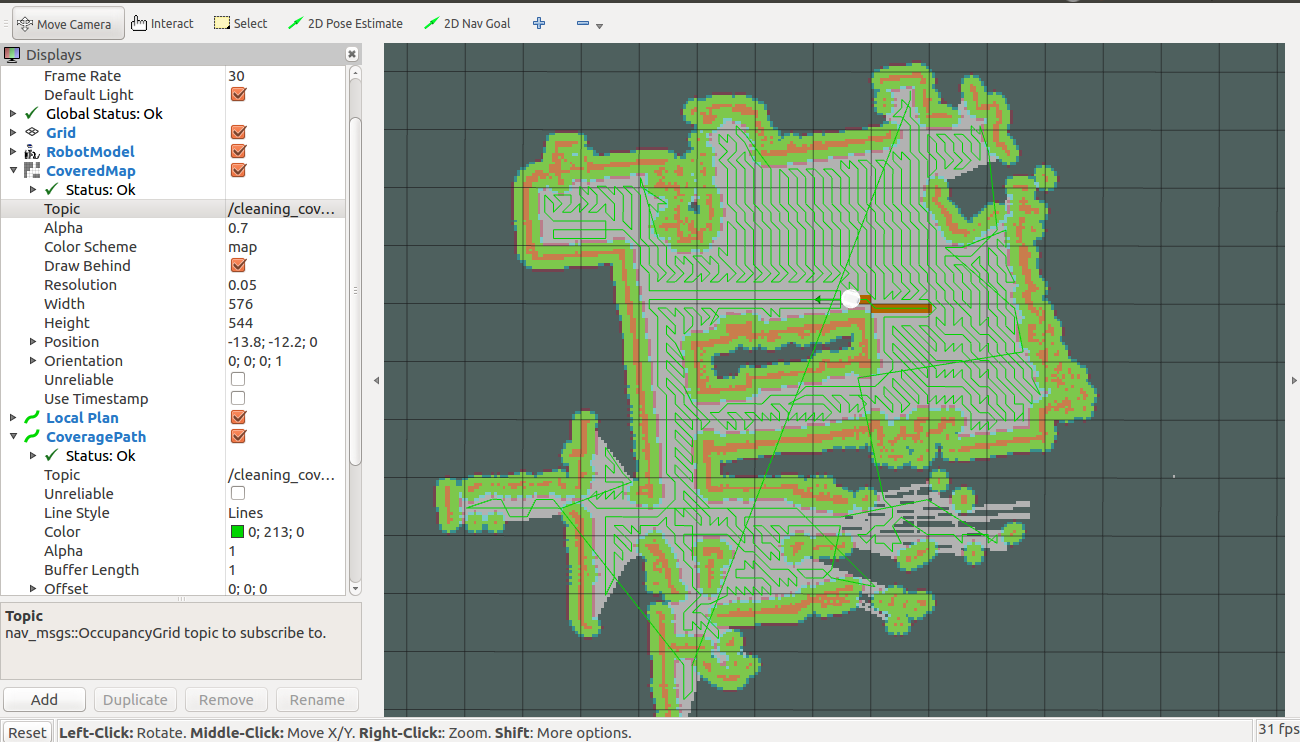 Move Camera Interact Select 2D Pose Estimate 2D Nav Goal
Displays
Frame Rate 30
Default Light
Global Status: Ok
Grid
RobotModel
CoveredMap
Status: Ok
Topic /cleaning_cov...
Alpha 0.7
Color Scheme map
Draw Behind
Resolution 0.05
Width 576
Height 544
Position -13.8; -12.2; 0
Orientation 0; 0; 0; 1
Unreliable
Use Timestamp
Local Plan
CoveragePath
Status: Ok
Topic /cleaning_cov...
Unreliable
Line Style Lines
Color 0; 213; 0
Alpha 1
Buffer Length 1
Offset 0; 0; 0
Topic
nav_msgs::OccupancyGrid topic to subscribe to.
Add Duplicate Remove Rename
Reset Left-Click: Rotate. Middle-Click: Move X/Y. Right-Click:: Zoom. Shift: More options. 31 fps